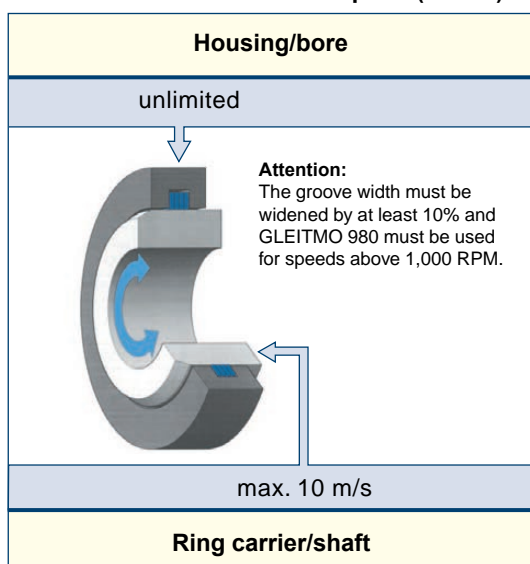 Housing/bore
unlimited
Attention:
The groove width must be
widened by at least 10% and
GLEITMO 980 must be used
for speeds above 1,000 RPM.
max. 10 m/s
Ring carrier/shaft